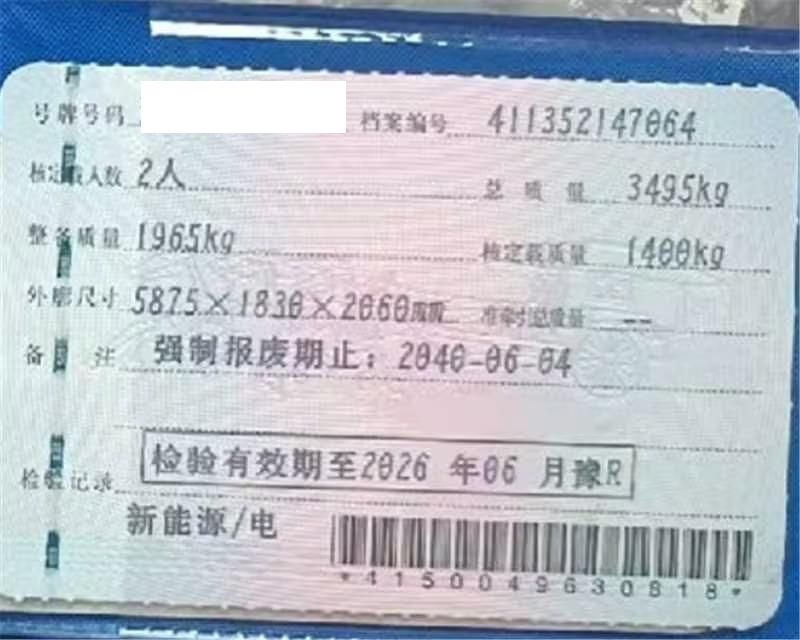 号牌号码 档案编号 411352147064
核定载人数 2人 总质量 3495kg
整备质量 1965kg 核定载质量 1400kg
外廓尺寸 5875×1830×2060mm 准牵引总质量 --
备注 强制报废期止：2040-06-04
检验记录 检验有效期至2026年06月豫R
新能源/电
*4150049630818*